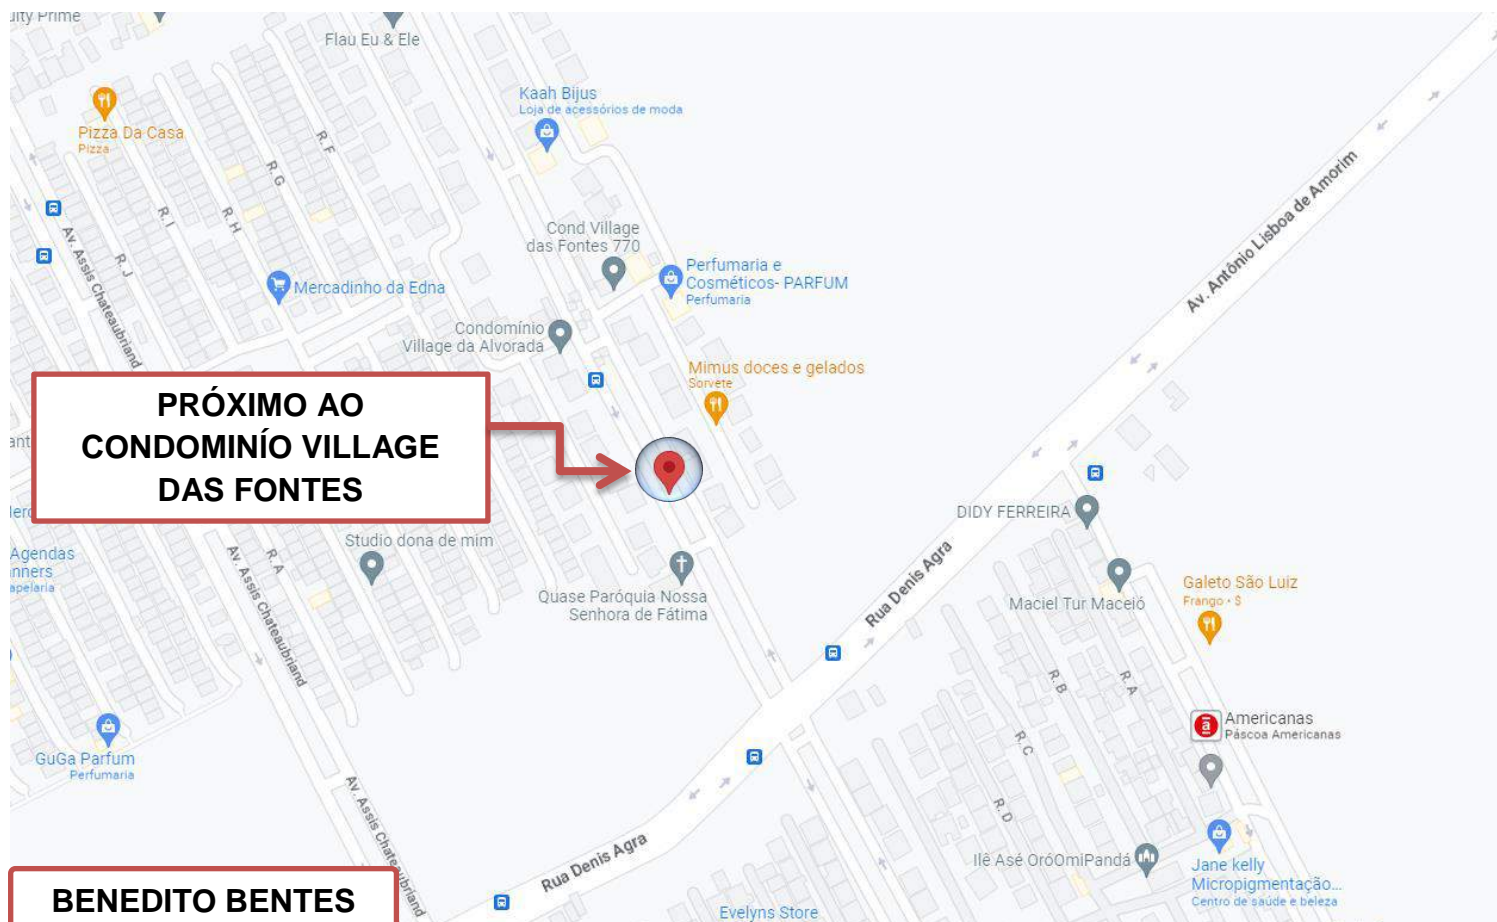 Flau Eu & Ele
Kaah Bijus
Loja de acessórios de moda
Pizza Da Casa
Pizza
R. F
R. G
R. H
R. I
R. J
Av. Assis Chateaubriand
Cond Village
das Fontes 770
Perfumaria e
Cosméticos- PARFUM
Perfumaria
Mercadinho da Edna
Condomínio
Village da Alvorada
Av. Antônio Lisboa de Amorim
Mimus doces e gelados
Sorvete
PRÓXIMO AO
CONDOMINÍO VILLAGE
DAS FONTES
Studio dona de mim
Agendas
R. A
Av. Assis Chateaubriand
Quase Paróquia Nossa
Senhora de Fátima
DIDY FERREIRA
Rua Denis Agra
Maciel Tur Maceió
Galeto São Luiz
Frango • $
R. B
R. A
R. C
R. D
Americanas
Páscoa Americanas
GuGa Parfum
Perfumaria
Av. Assis Chateaubriand
Rua Denis Agra
Ilê Asé OróOmiPandá
Jane kelly
Micropigmentação...
Centro de saúde e beleza
BENEDITO BENTES
Evelyns Store